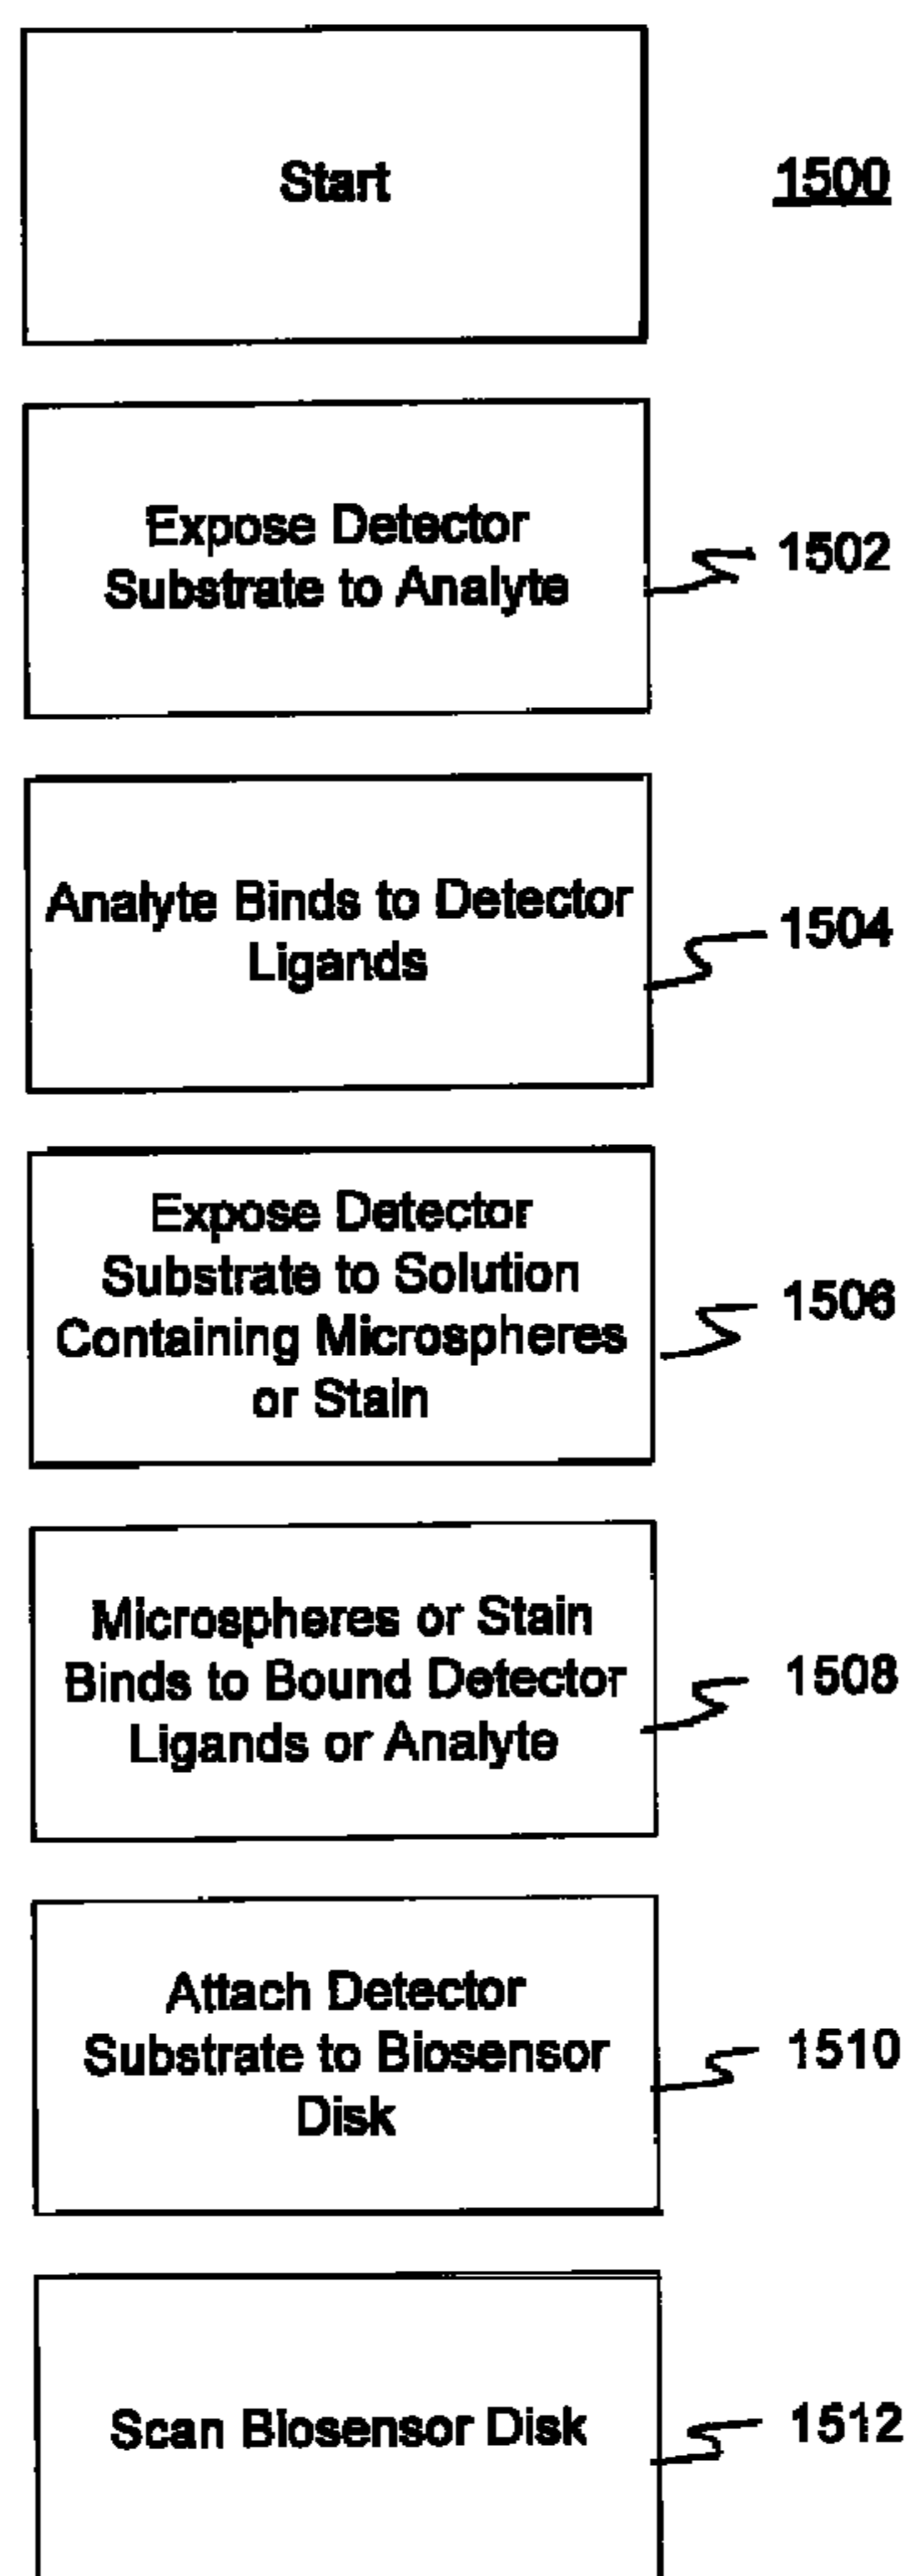 Start
1500
Expose Detector
Substrate to Analyte
1502
Analyte Binds to Detector
Ligands
1504
Expose Detector
Substrate to Solution
Containing Microspheres
or Stain
1506
Microspheres or Stain
Binds to Bound Detector
Ligands or Analyte
1508
Attach Detector
Substrate to Biosensor
Disk
1510
Scan Biosensor Disk
1512